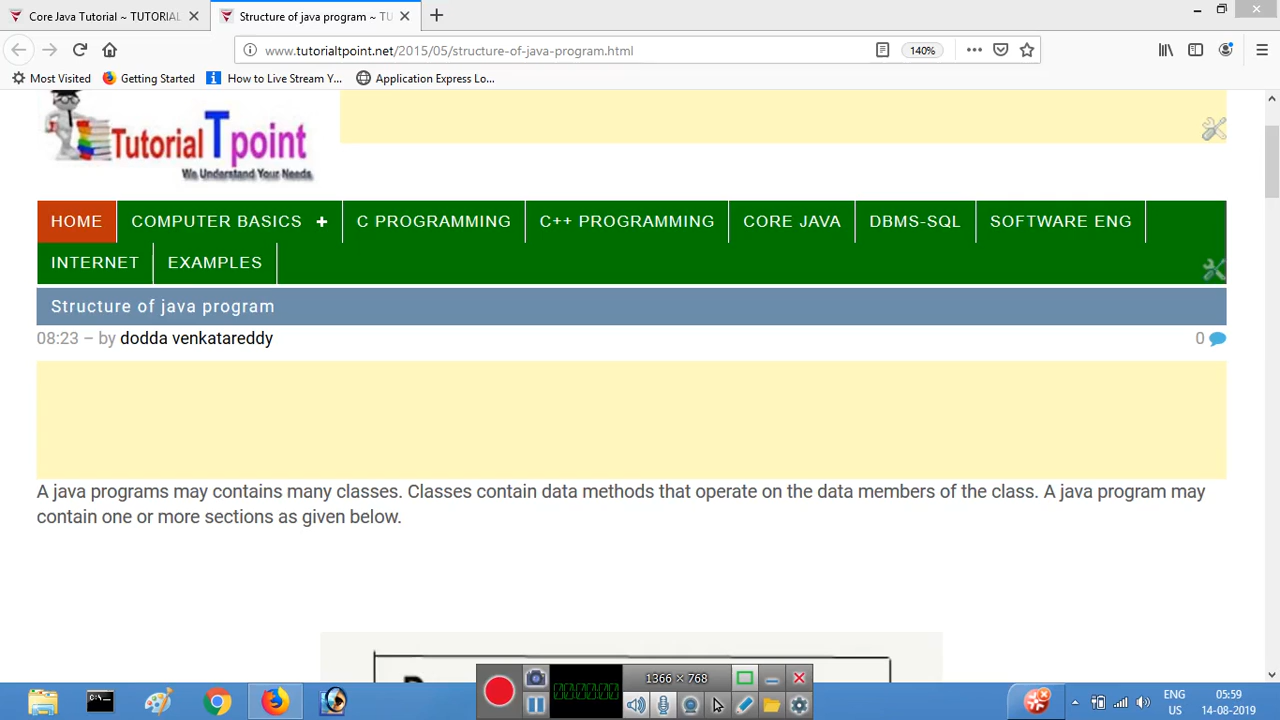 Core Java Tutorial ~ TUTORIAL
Structure of java program ~ TU
www.tutorialtpoint.net/2015/05/structure-of-java-program.html
140%
Most Visited
Getting Started
How to Live Stream Y...
Application Express Lo...
Tutorial Tpoint
We Understand Your Needs
HOME
COMPUTER BASICS +
C PROGRAMMING
C++ PROGRAMMING
CORE JAVA
DBMS-SQL
SOFTWARE ENG
INTERNET
EXAMPLES
Structure of java program
08:23 – by dodda venkatareddy
0
A java programs may contains many classes. Classes contain data methods that operate on the data members of the class. A java program may
contain one or more sections as given below.
1366 × 768
ENG
US
05:59
14-08-2019